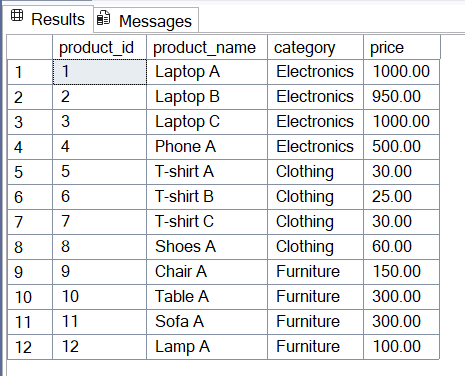 Results Messages
product_id product_name category price
1 1 Laptop A Electronics 1000.00
2 2 Laptop B Electronics 950.00
3 3 Laptop C Electronics 1000.00
4 4 Phone A Electronics 500.00
5 5 T-shirt A Clothing 30.00
6 6 T-shirt B Clothing 25.00
7 7 T-shirt C Clothing 30.00
8 8 Shoes A Clothing 60.00
9 9 Chair A Furniture 150.00
10 10 Table A Furniture 300.00
11 11 Sofa A Furniture 300.00
12 12 Lamp A Furniture 100.00